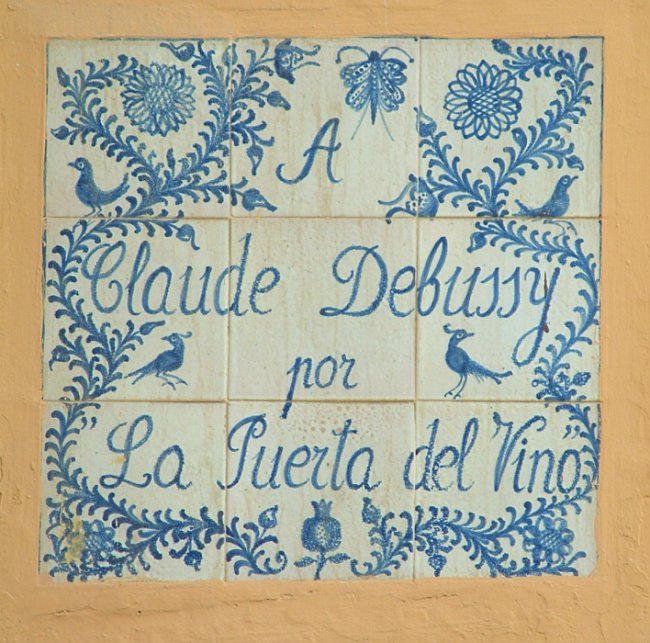 A
Claude Debussy
por
"La Puerta del Vino"